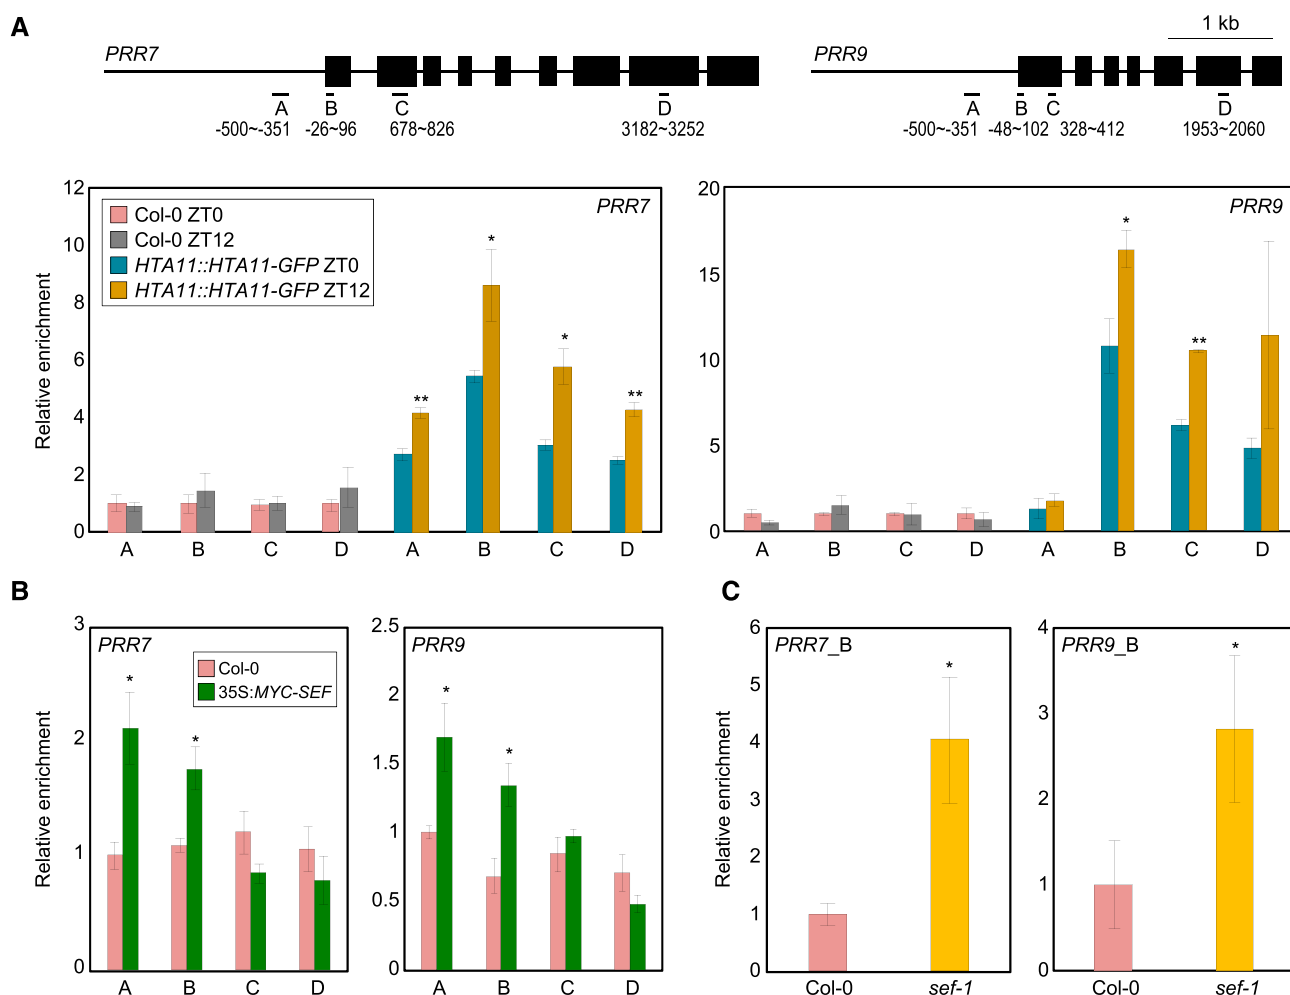 A
1 kb
PRR7
PRR9
A B C D
-500~-351 -26~96 678~826 3182~3252
A B C D
-500~-351 -48~102 328~412 1953~2060
Relative enrichment
12
10
8
6
4
2
0
PRR7
Col-0 ZT0
Col-0 ZT12
HTA11::HTA11-GFP ZT0
HTA11::HTA11-GFP ZT12
** * * **
A B C D A B C D
20
15
10
5
0
PRR9
* **
A B C D A B C D
B
Relative enrichment
3
2
1
0
PRR7
Col-0
35S:MYC-SEF
* *
A B C D
2.5
2
1.5
1
0.5
0
PRR9
* *
A B C D
C
Relative enrichment
6
5
4
3
2
1
0
PRR7_B
*
Col-0 sef-1
4
3
2
1
0
PRR9_B
*
Col-0 sef-1